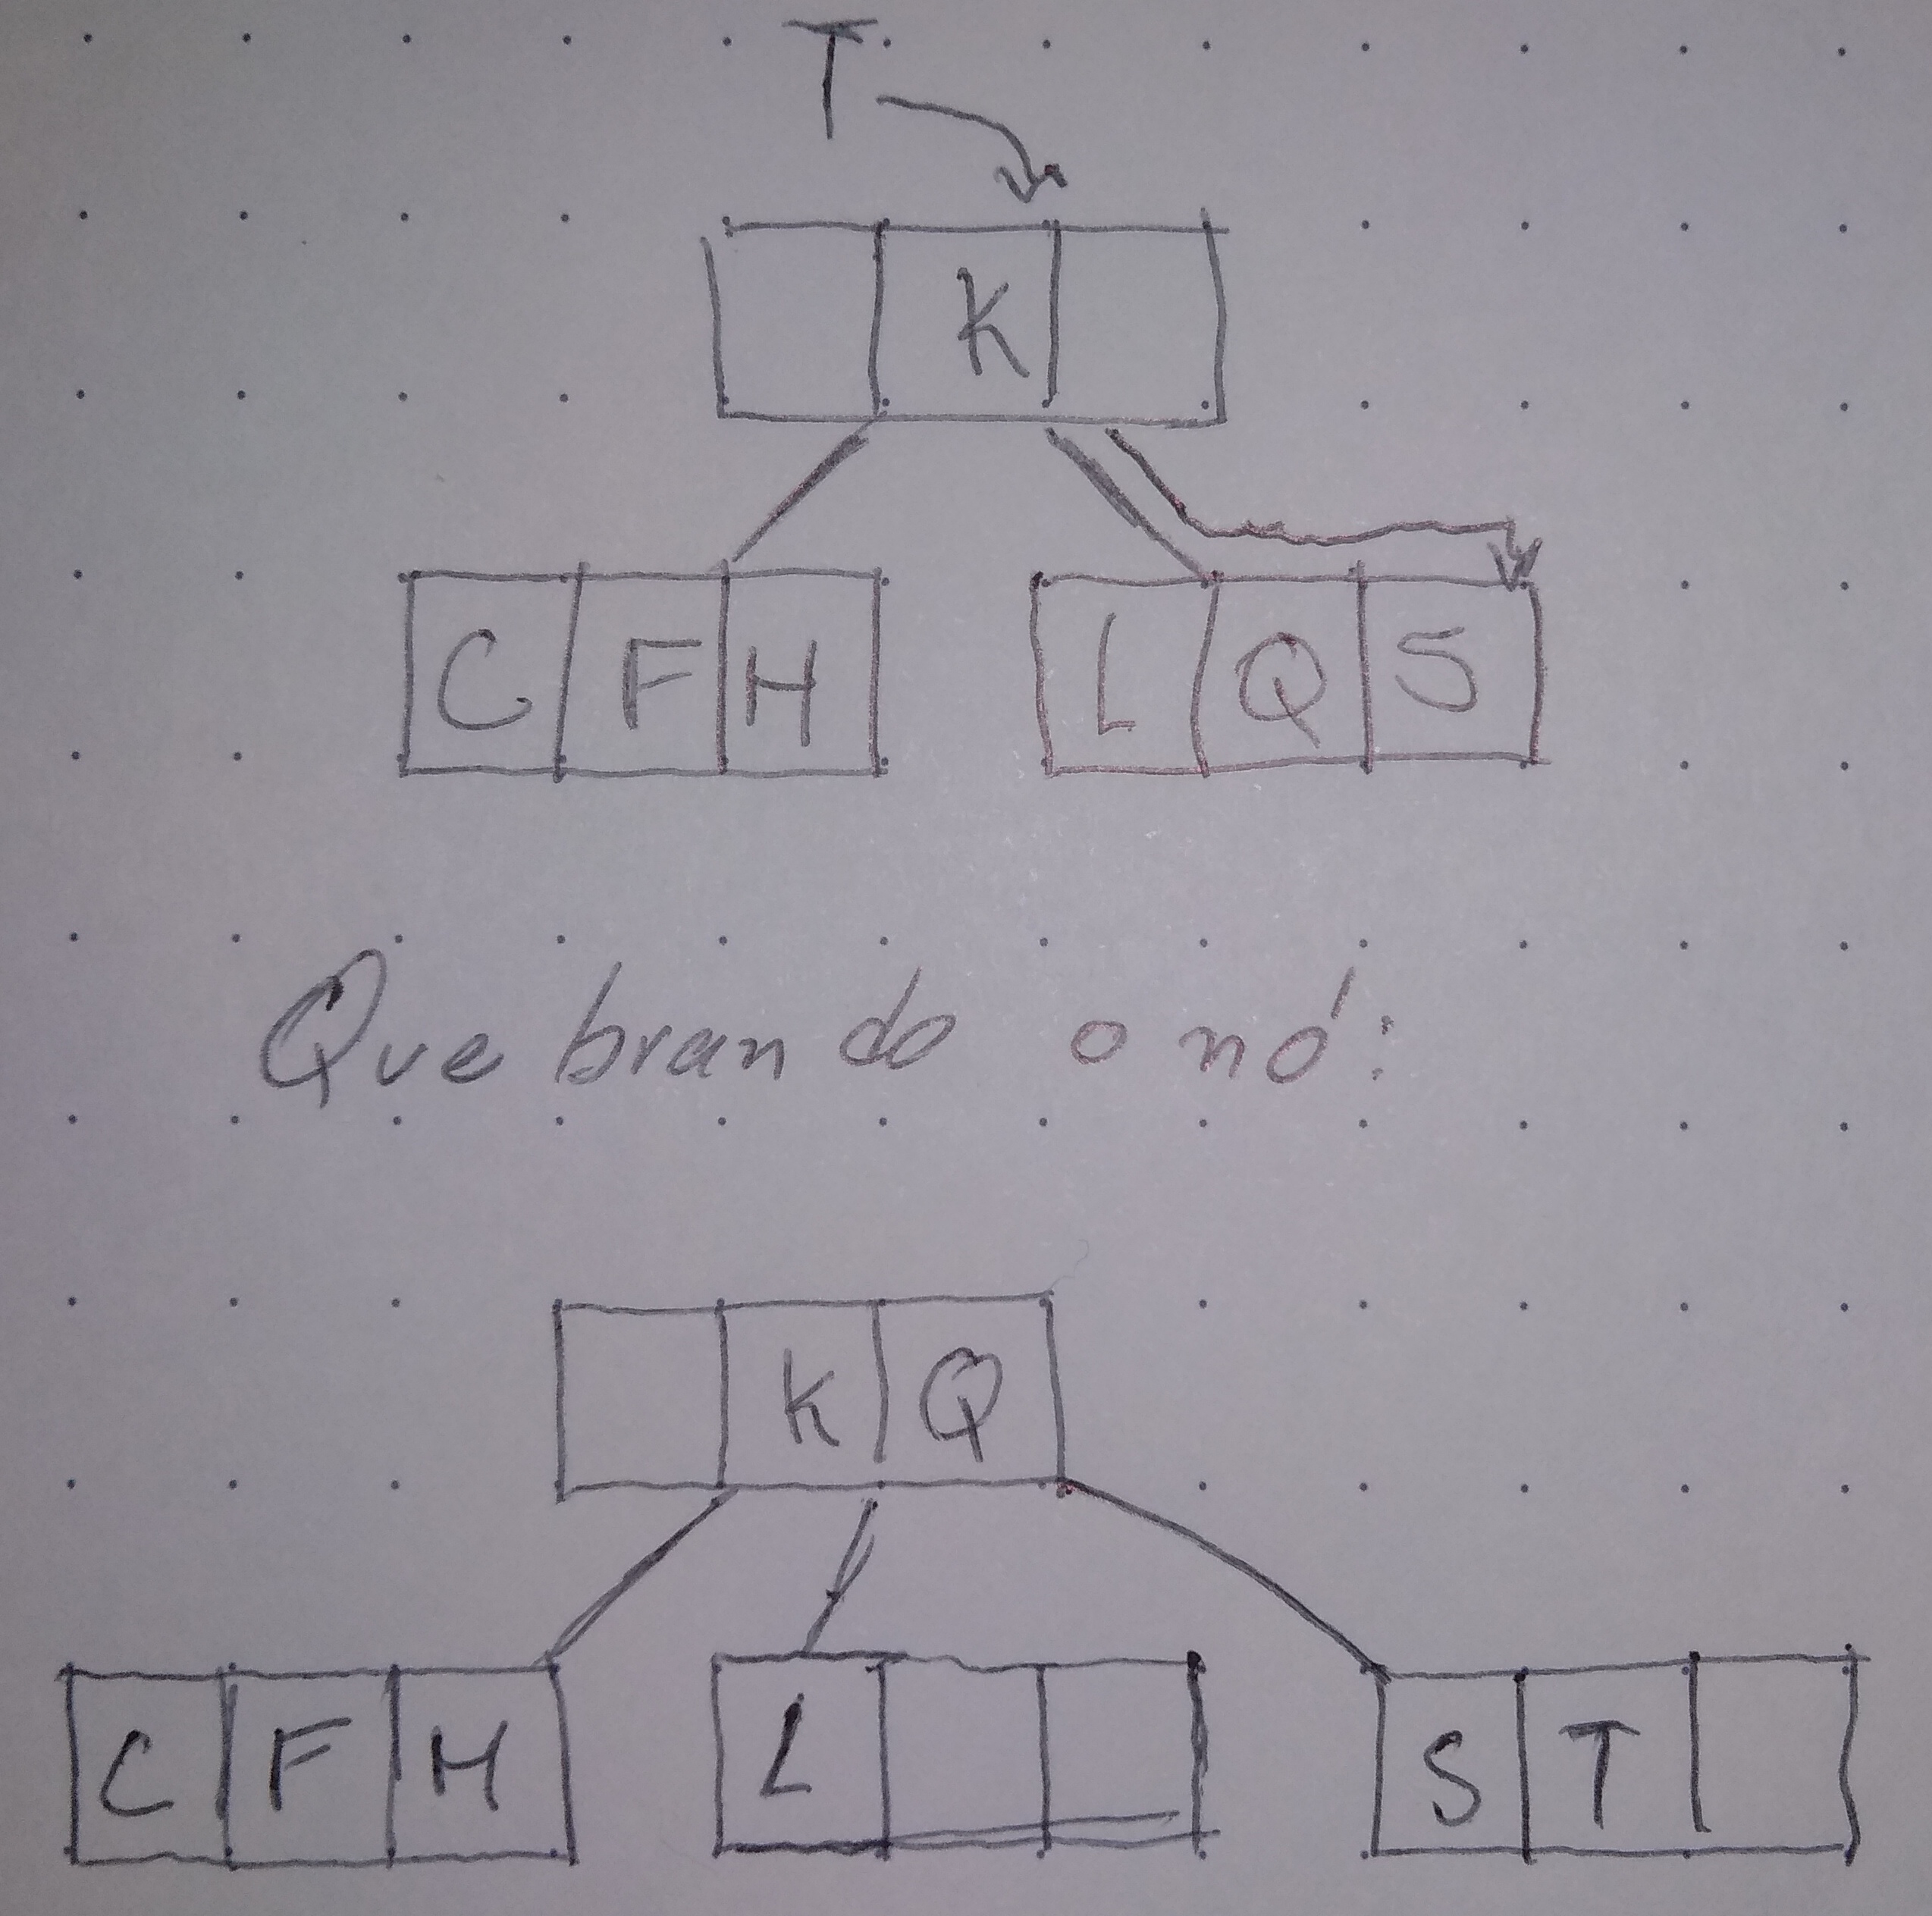 T
K
C F H L Q S
Quebrando o nó:
K Q
C F H L S T